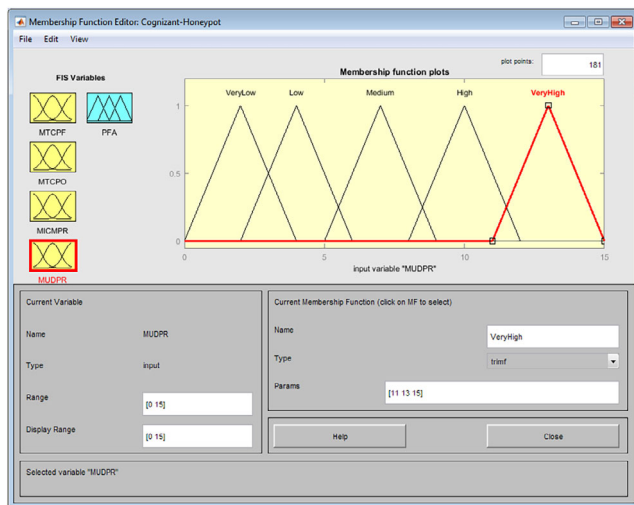 Membership Function Editor: Cognizant-Honeypot
File Edit View
FIS Variables
MTCPF PFA
MTCPO
MICMPR
MUDPR
plot points: 181
Membership function plots
VeryLow Low Medium High VeryHigh
1
0.5
0
0 5 10 15
input variable "MUDPR"
Current Variable
Name MUDPR
Type input
Range [0 15]
Display Range [0 15]
Current Membership Function (click on MF to select)
Name VeryHigh
Type trimf
Params [11 13 15]
Help Close
Selected variable "MUDPR"